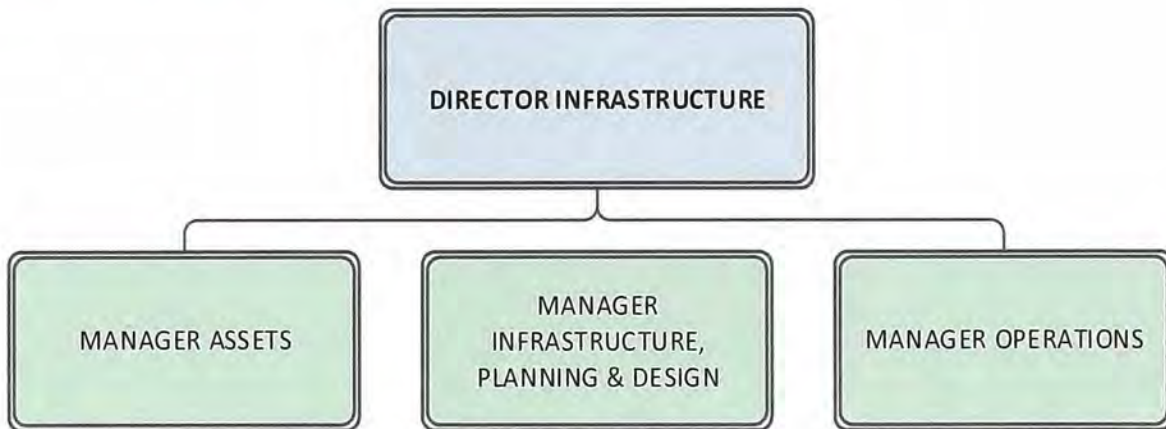 DIRECTOR INFRASTRUCTURE
MANAGER ASSETS
MANAGER
INFRASTRUCTURE,
PLANNING & DESIGN
MANAGER OPERATIONS